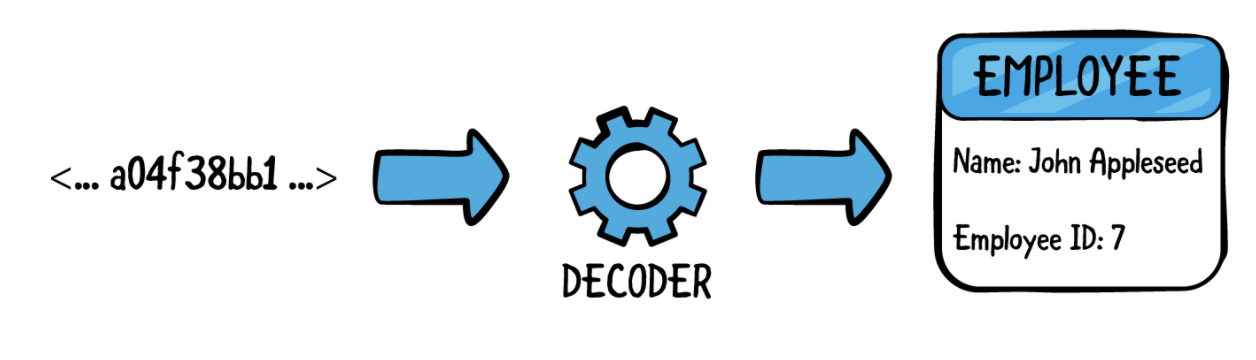 <... a04f38bb1 ...>
DECODER
EMPLOYEE
Name: John Appleseed
Employee ID: 7